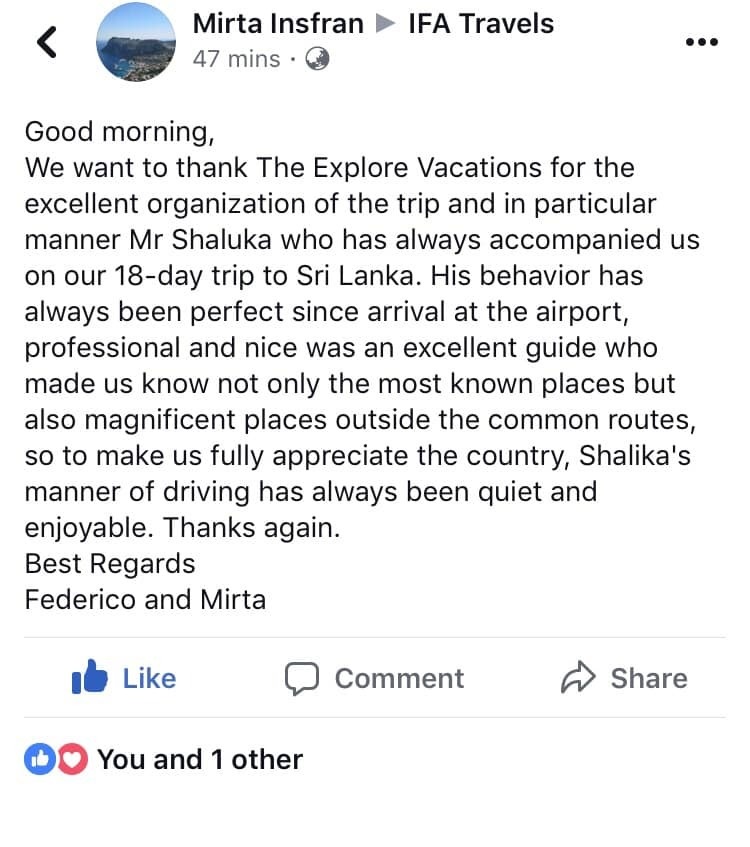 Mirta Insfran ▶ IFA Travels
47 mins ·
Good morning,
We want to thank The Explore Vacations for the
excellent organization of the trip and in particular
manner Mr Shaluka who has always accompanied us
on our 18-day trip to Sri Lanka. His behavior has
always been perfect since arrival at the airport,
professional and nice was an excellent guide who
made us know not only the most known places but
also magnificent places outside the common routes,
so to make us fully appreciate the country, Shalika's
manner of driving has always been quiet and
enjoyable. Thanks again.
Best Regards
Federico and Mirta
Like Comment Share
You and 1 other